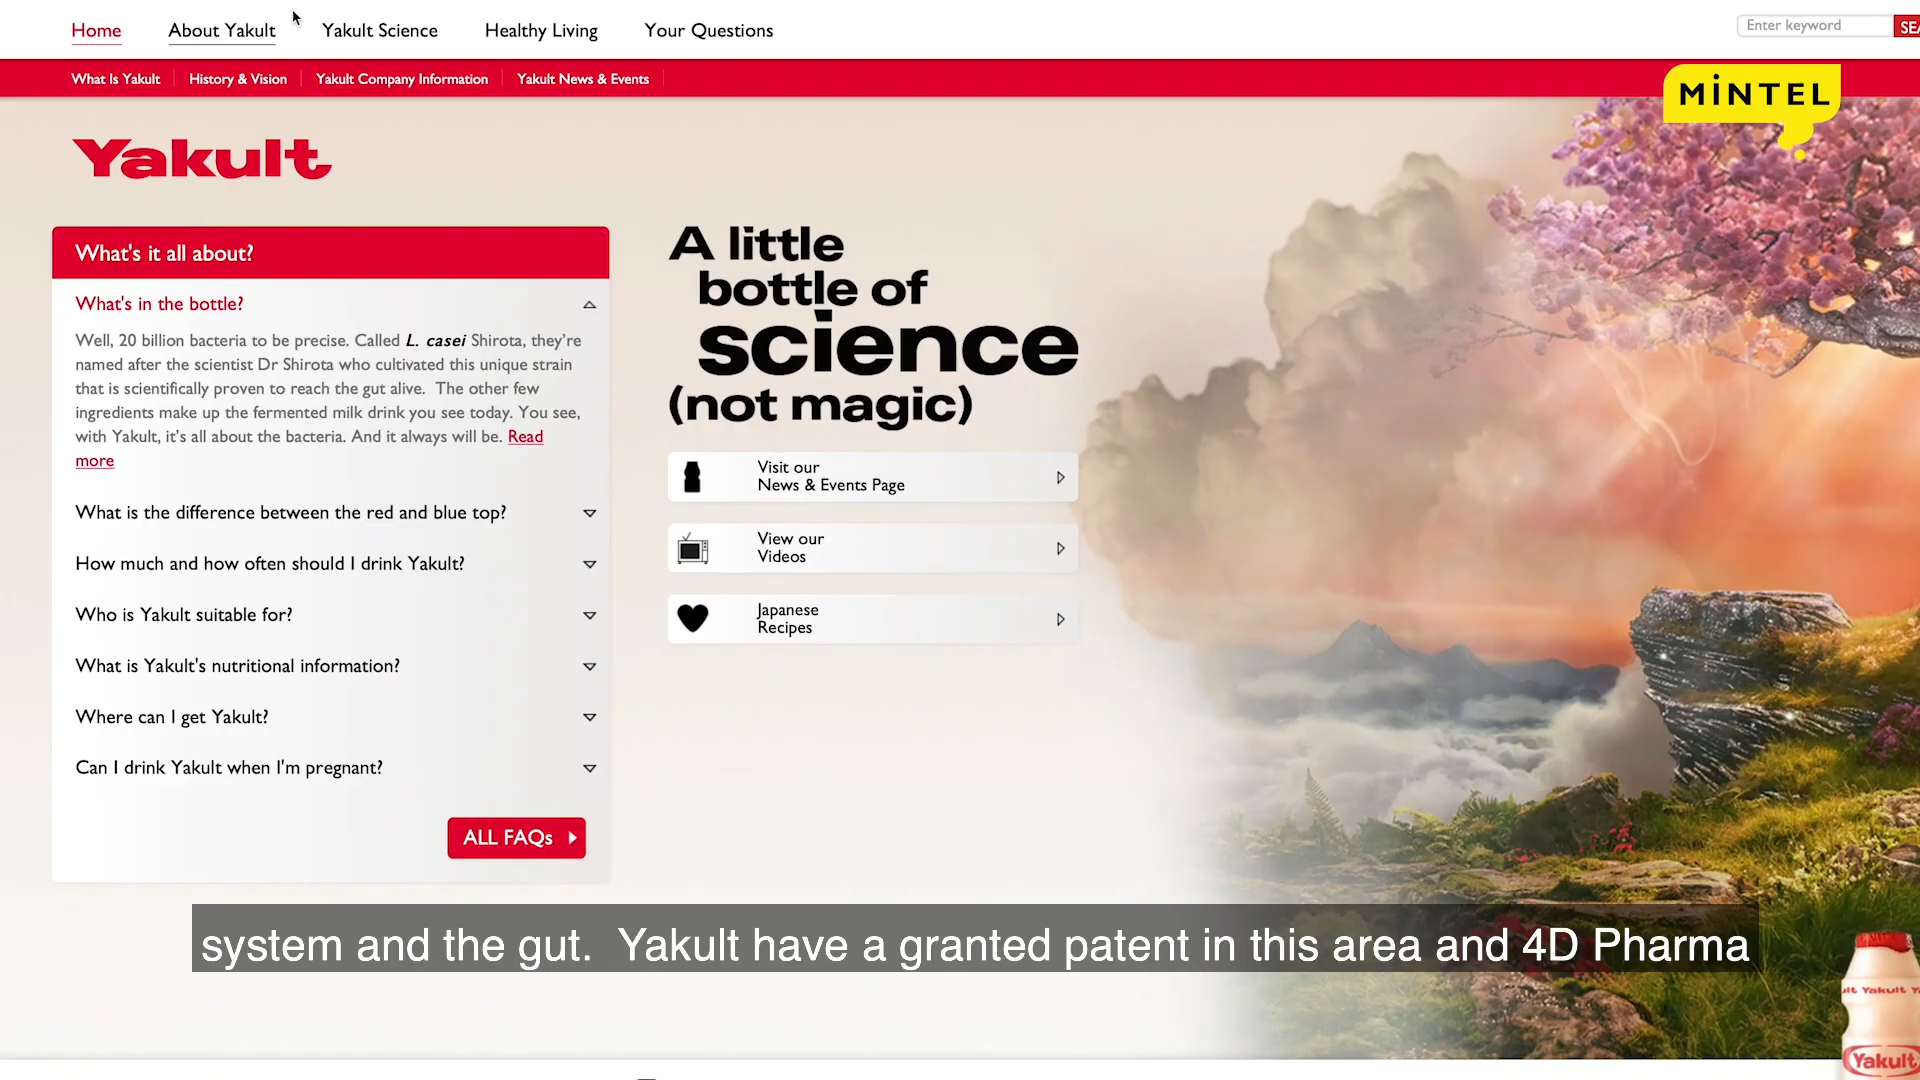 Home About Yakult Yakult Science Healthy Living Your Questions
Enter keyword
What Is Yakult History & Vision Yakult Company Information Yakult News & Events
MINTEL
Yakult
What's it all about?
What's in the bottle?
Well, 20 billion bacteria to be precise. Called L. casei Shirota, they're
named after the scientist Dr Shirota who cultivated this unique strain
that is scientifically proven to reach the gut alive. The other few
ingredients make up the fermented milk drink you see today. You see,
with Yakult, it's all about the bacteria. And it always will be. Read
more
What is the difference between the red and blue top?
How much and how often should I drink Yakult?
Who is Yakult suitable for?
What is Yakult's nutritional information?
Where can I get Yakult?
Can I drink Yakult when I'm pregnant?
ALL FAQs
A little
bottle of
science
(not magic)
Visit our
News & Events Page
View our
Videos
Japanese
Recipes
system and the gut. Yakult have a granted patent in this area and 4D Pharma
Yakult
Yakult